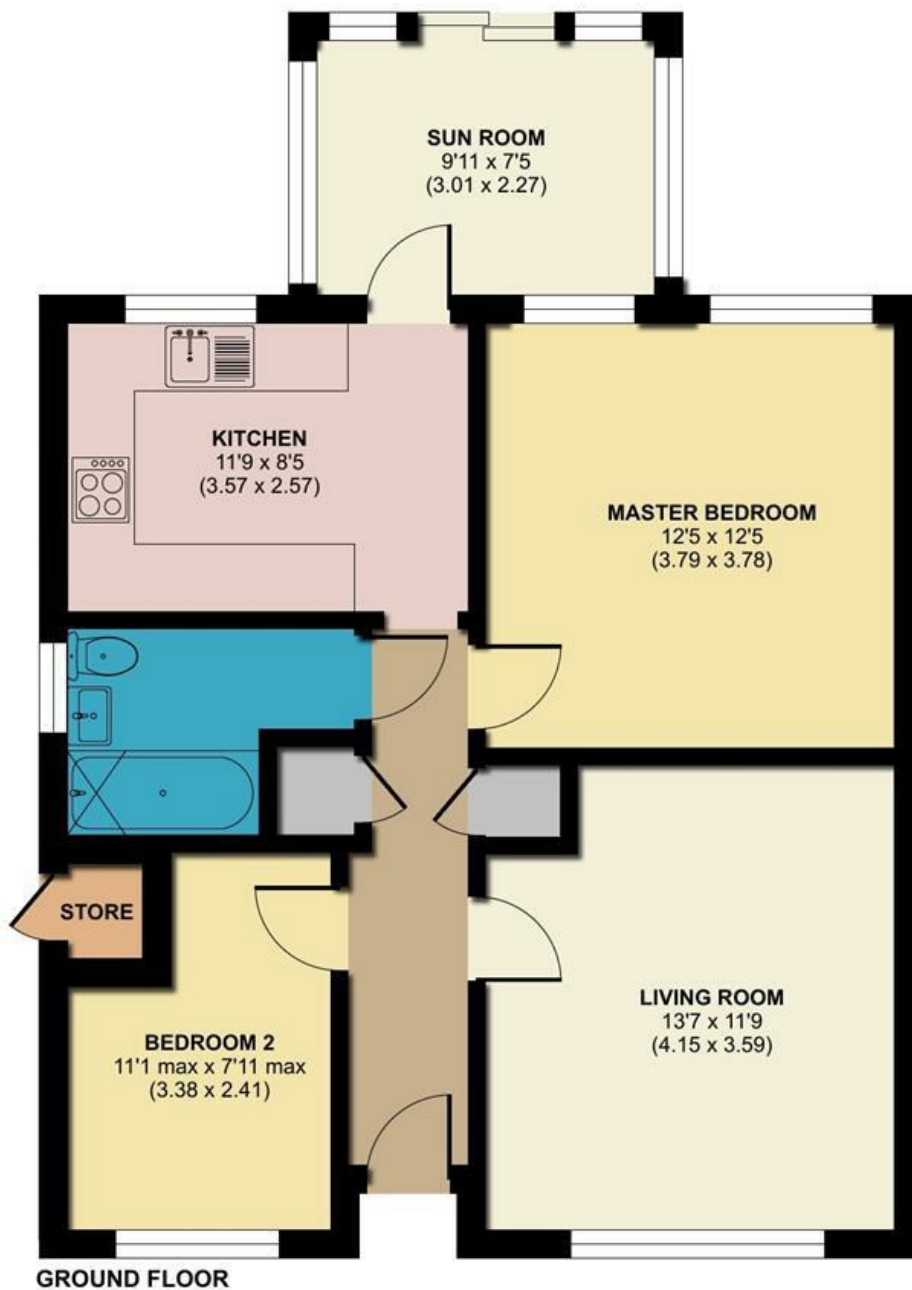 SUN ROOM
9'11 x 7'5
(3.01 x 2.27)
KITCHEN
11'9 x 8'5
(3.57 x 2.57)
MASTER BEDROOM
12'5 x 12'5
(3.79 x 3.78)
STORE
BEDROOM 2
11'1 max x 7'11 max
(3.38 x 2.41)
LIVING ROOM
13'7 x 11'9
(4.15 x 3.59)
GROUND FLOOR